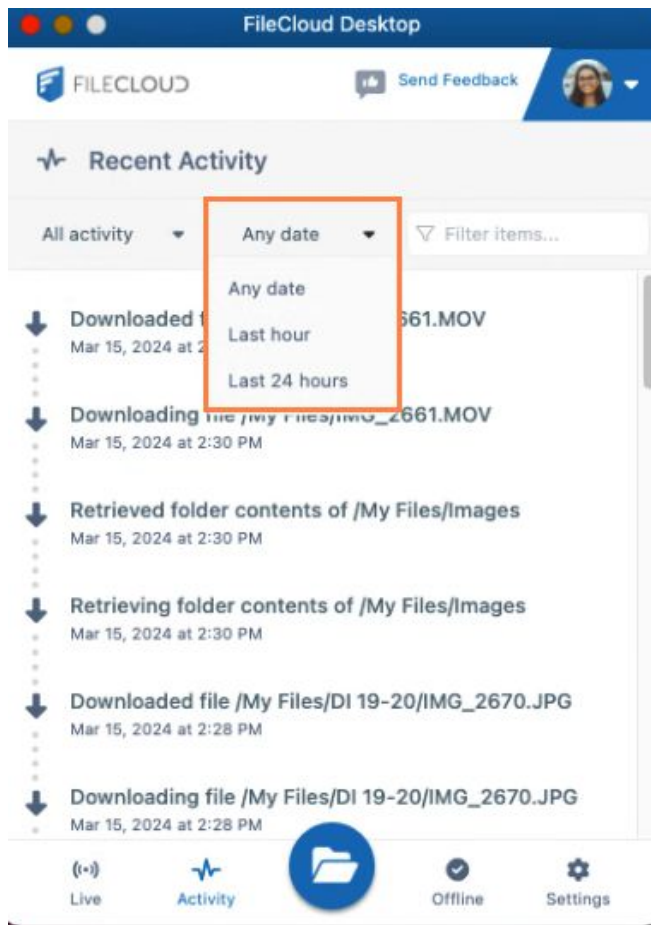 FileCloud Desktop
FILECLOUD
Send Feedback
Recent Activity
All activity
Any date
Filter items...
Any date
Last hour
Last 24 hours
Downloaded 661.MOV
Mar 15, 2024 at 2
Downloading file /My Files/IMG_2661.MOV
Mar 15, 2024 at 2:30 PM
Retrieved folder contents of /My Files/Images
Mar 15, 2024 at 2:30 PM
Retrieving folder contents of /My Files/Images
Mar 15, 2024 at 2:30 PM
Downloaded file /My Files/DI 19-20/IMG_2670.JPG
Mar 15, 2024 at 2:28 PM
Downloading file /My Files/DI 19-20/IMG_2670.JPG
Mar 15, 2024 at 2:28 PM
Live
Activity
Offline
Settings